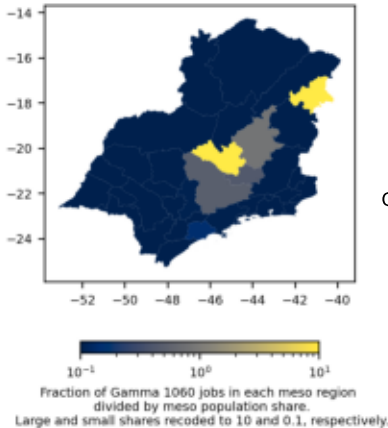 −14
−16
−18
−20
−22
−24
−52 −50 −48 −46 −44 −42 −40
10⁻¹ 10⁰ 10¹
Fraction of Gamma 1060 jobs in each meso region
divided by meso population share.
Large and small shares recoded to 10 and 0.1, respectively.